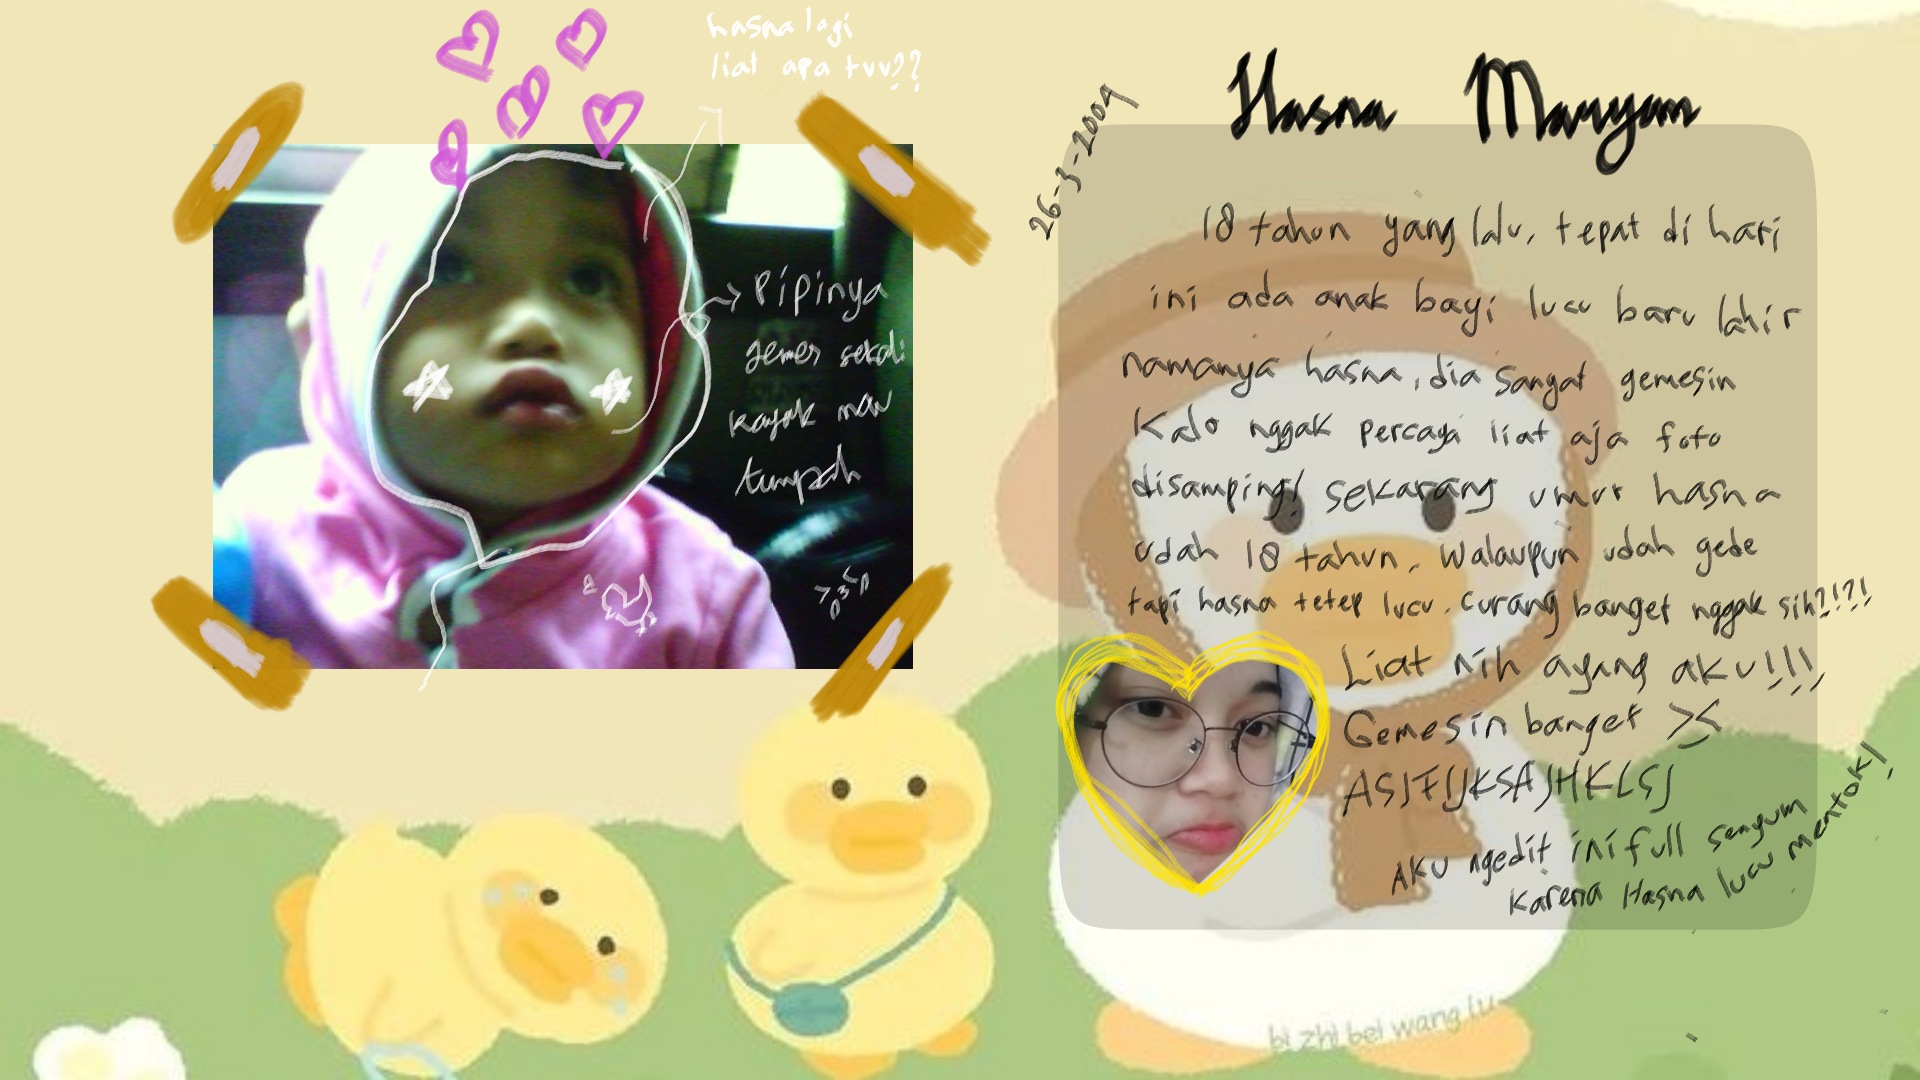 hasna lagi
liat apa tuu??
Pipinya
gemes sekali
kayak mau
tumpah
26-3-2004
Hasna Maryam
18 tahun yang lalu, tepat di hari
ini ada anak bayi lucu baru lahir
namanya hasna, dia sangat gemesin
Kalo nggak percaya liat aja foto
disamping! sekarang umur hasna
udah 18 tahun. Walaupun udah gede
tapi hasna tetep lucu. Curang banget nggak sih?!?!
Liat nih ayang aku!!!
Gemesin banget ><
ASJFIJKSAJHKLSJ
Aku ngedit ini full senyum
Karena Hasna lucu mentok!
bi zhi bei wang lu